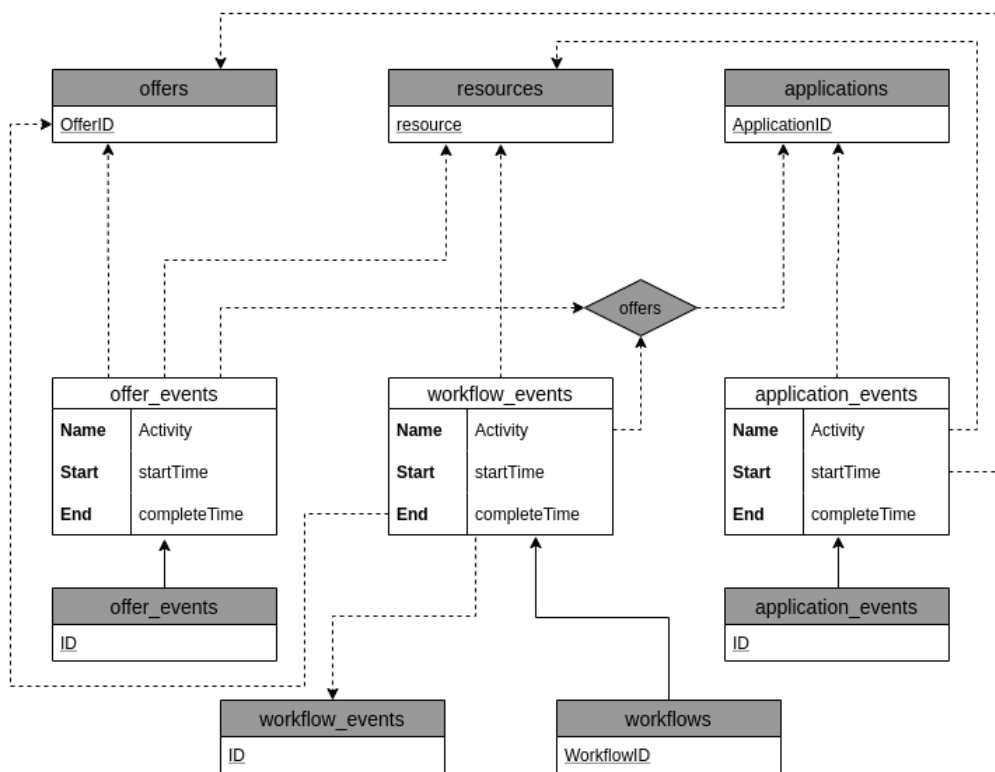 offers
OfferID
resources
resource
applications
ApplicationID
offers
offer_events
Name Activity
Start startTime
End completeTime
workflow_events
Name Activity
Start startTime
End completeTime
application_events
Name Activity
Start startTime
End completeTime
offer_events
ID
application_events
ID
workflow_events
ID
workflows
WorkflowID